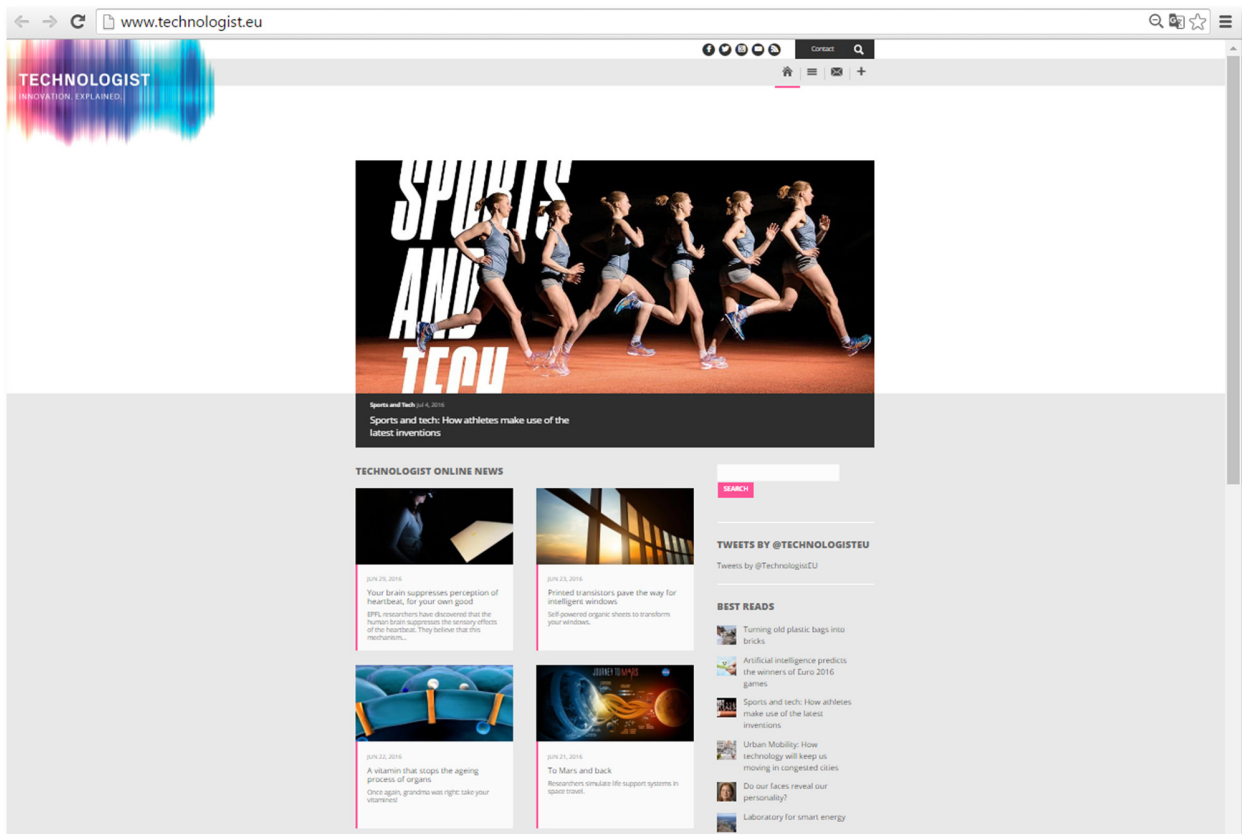 www.technologist.eu
Contact
TECHNOLOGIST
INNOVATION. EXPLAINED.
SPORTS
AND
TECH
Sports and Tech Jul 4, 2016
Sports and tech: How athletes make use of the
latest inventions
TECHNOLOGIST ONLINE NEWS
JUN 29, 2016
Your brain suppresses perception of
heartbeat, for your own good
EPFL researchers have discovered that the
human brain suppresses the sensory effects
of the heartbeat. They believe that this
mechanism...
JUN 23, 2016
Printed transistors pave the way for
intelligent windows
Self-powered organic sheets to transform
your windows.
JUN 22, 2016
A vitamin that stops the ageing
process of organs
Once again, grandma was right: take your
vitamines!
JOURNEY TO MARS
JUN 21, 2016
To Mars and back
Researchers simulate life support systems in
space travel.
SEARCH
TWEETS BY @TECHNOLOGISTEU
Tweets by @TechnologistEU
BEST READS
Turning old plastic bags into
bricks
Artificial intelligence predicts
the winners of Euro 2016
games
Sports and tech: How athletes
make use of the latest
inventions
Urban Mobility: How
technology will keep us
moving in congested cities
Do our faces reveal our
personality?
Laboratory for smart energy